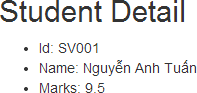 Student Detail
Id: SV001
Name: Nguyễn Anh Tuấn
Marks: 9.5